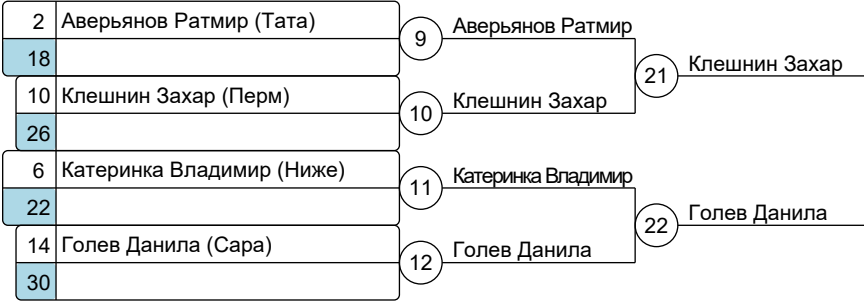 2 Аверьянов Ратмир (Тата)
18
9
Аверьянов Ратмир
10 Клешнин Захар (Перм)
26
10
Клешнин Захар
21
Клешнин Захар
6 Катеринка Владимир (Ниже)
22
11
Катеринка Владимир
14 Голев Данила (Сара)
30
12
Голев Данила
22
Голев Данила